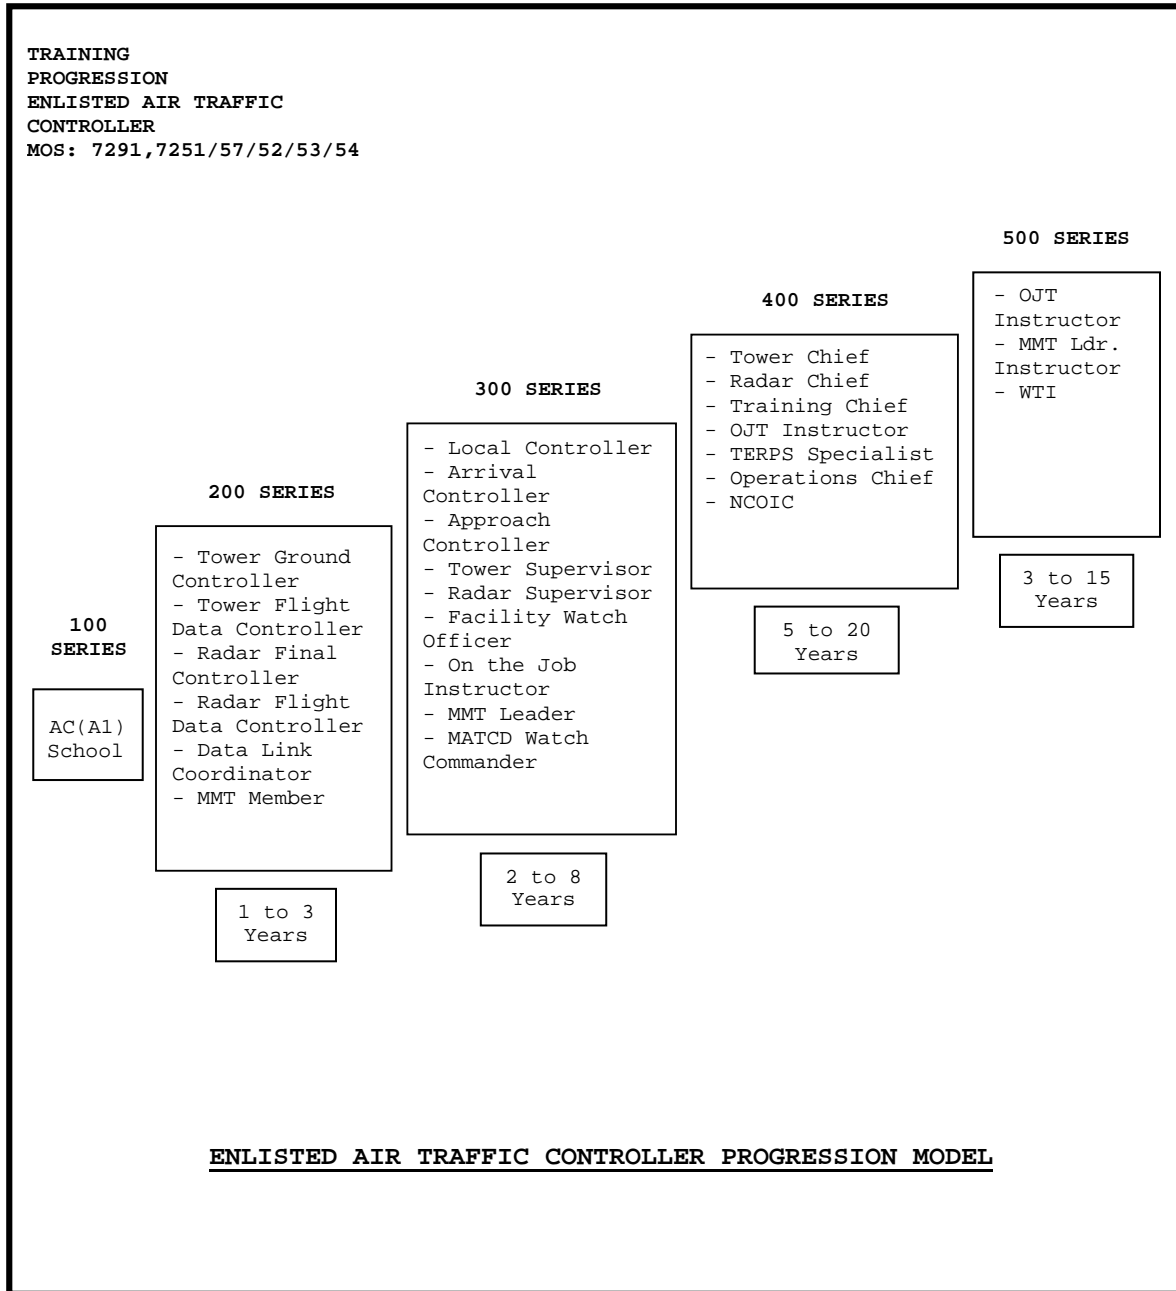 TRAINING
PROGRESSION
ENLISTED AIR TRAFFIC
CONTROLLER
MOS: 7291,7251/57/52/53/54
100
SERIES
AC(A1)
School
200 SERIES
- Tower Ground
Controller
- Tower Flight
Data Controller
- Radar Final
Controller
- Radar Flight
Data Controller
- Data Link
Coordinator
- MMT Member
1 to 3
Years
300 SERIES
- Local Controller
- Arrival
Controller
- Approach
Controller
- Tower Supervisor
- Radar Supervisor
- Facility Watch
Officer
- On the Job
Instructor
- MMT Leader
- MATCD Watch
Commander
2 to 8
Years
400 SERIES
- Tower Chief
- Radar Chief
- Training Chief
- OJT Instructor
- TERPS Specialist
- Operations Chief
- NCOIC
5 to 20
Years
500 SERIES
- OJT
Instructor
- MMT Ldr.
Instructor
- WTI
3 to 15
Years
ENLISTED AIR TRAFFIC CONTROLLER PROGRESSION MODEL